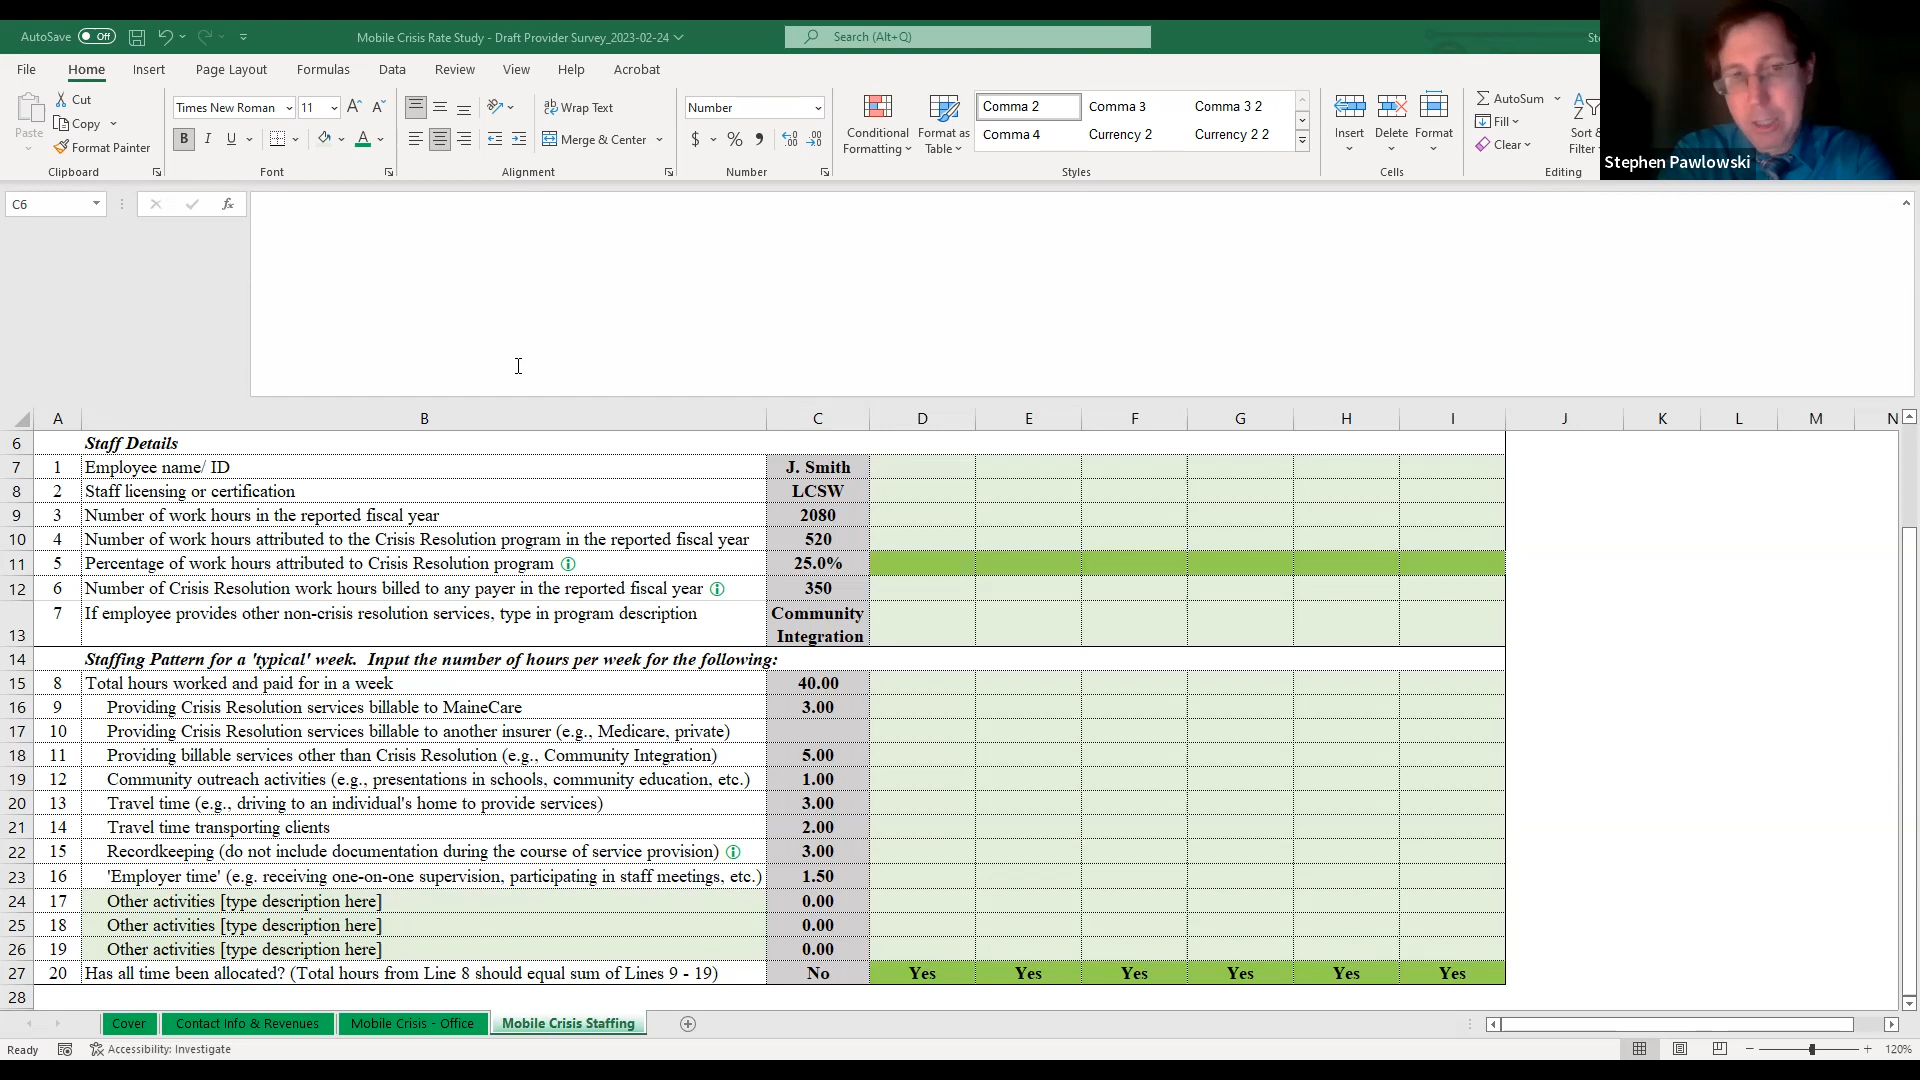 AutoSave Off Mobile Crisis Rate Study - Draft Provider Survey_2023-02-24 Search (Alt+Q)
File Home Insert Page Layout Formulas Data Review View Help Acrobat
Paste Cut Copy Format Painter Clipboard
Times New Roman 11 A A B I U A Font
Wrap Text Merge & Center Alignment
Number $ % Number
Conditional Formatting Format as Table
Comma 2 Comma 3 Comma 3 2
Comma 4 Currency 2 Currency 2 2
Styles
Insert Delete Format Cells
AutoSum Fill Clear Sort & Filter Editing
Stephen Pawlowski
C6 fx
A B C D E F G H I J K L M N
6 Staff Details
7 1 Employee name/ ID J. Smith
8 2 Staff licensing or certification LCSW
9 3 Number of work hours in the reported fiscal year 2080
10 4 Number of work hours attributed to the Crisis Resolution program in the reported fiscal year 520
11 5 Percentage of work hours attributed to Crisis Resolution program 25.0%
12 6 Number of Crisis Resolution work hours billed to any payer in the reported fiscal year 350
13 7 If employee provides other non-crisis resolution services, type in program description Community Integration
14 Staffing Pattern for a 'typical' week. Input the number of hours per week for the following:
15 8 Total hours worked and paid for in a week 40.00
16 9 Providing Crisis Resolution services billable to MaineCare 3.00
17 10 Providing Crisis Resolution services billable to another insurer (e.g., Medicare, private)
18 11 Providing billable services other than Crisis Resolution (e.g., Community Integration) 5.00
19 12 Community outreach activities (e.g., presentations in schools, community education, etc.) 1.00
20 13 Travel time (e.g., driving to an individual's home to provide services) 3.00
21 14 Travel time transporting clients 2.00
22 15 Recordkeeping (do not include documentation during the course of service provision) 3.00
23 16 'Employer time' (e.g. receiving one-on-one supervision, participating in staff meetings, etc.) 1.50
24 17 Other activities [type description here] 0.00
25 18 Other activities [type description here] 0.00
26 19 Other activities [type description here] 0.00
27 20 Has all time been allocated? (Total hours from Line 8 should equal sum of Lines 9 - 19) No Yes Yes Yes Yes Yes Yes
28
Cover Contact Info & Revenues Mobile Crisis - Office Mobile Crisis Staffing
Ready Accessibility: Investigate 120%